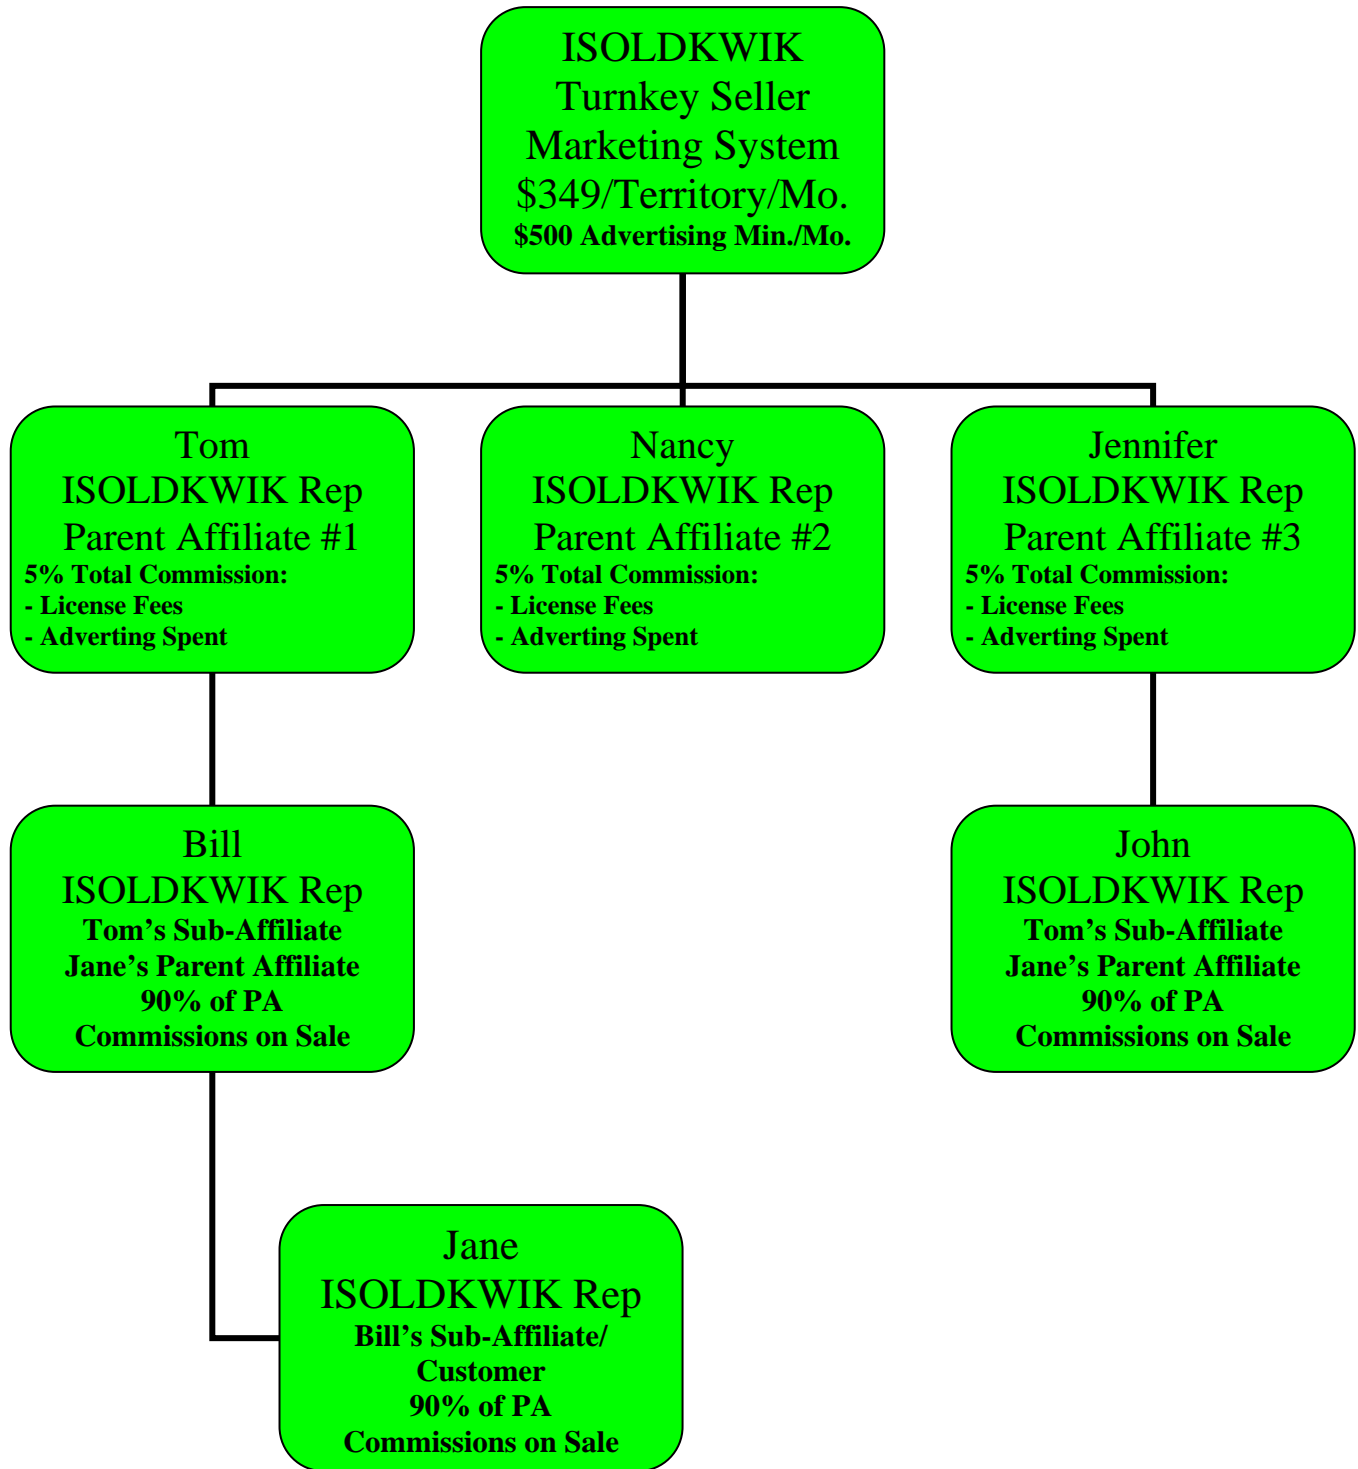 ISOLDKWIK
Turnkey Seller
Marketing System
$349/Territory/Mo.
$500 Advertising Min./Mo.
Tom
ISOLDKWIK Rep
Parent Affiliate #1
5% Total Commission:
- License Fees
- Adverting Spent
Nancy
ISOLDKWIK Rep
Parent Affiliate #2
5% Total Commission:
- License Fees
- Adverting Spent
Jennifer
ISOLDKWIK Rep
Parent Affiliate #3
5% Total Commission:
- License Fees
- Adverting Spent
Bill
ISOLDKWIK Rep
Tom’s Sub-Affiliate
Jane’s Parent Affiliate
90% of PA
Commissions on Sale
John
ISOLDKWIK Rep
Tom’s Sub-Affiliate
Jane’s Parent Affiliate
90% of PA
Commissions on Sale
Jane
ISOLDKWIK Rep
Bill’s Sub-Affiliate/
Customer
90% of PA
Commissions on Sale